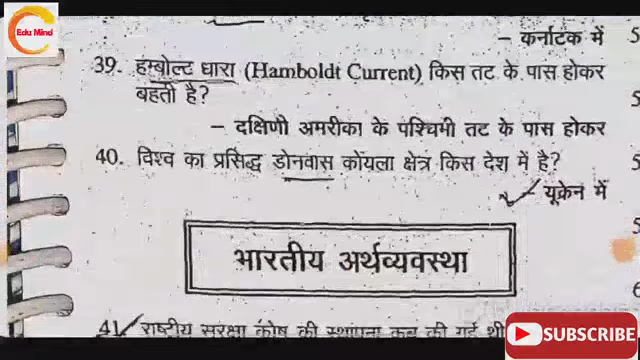 Edu Mind
– कर्नाटक में
39. हम्बोल्ट धारा (Hamboldt Current) किस तट के पास होकर
बहती है?
– दक्षिणी अमरीका के पश्चिमी तट के पास होकर
40. विश्व का प्रसिद्ध डोनवास कोयला क्षेत्र किस देश में है?
– यूक्रेन में
भारतीय अर्थव्यवस्था
41. राष्ट्रीय सुरक्षा कोष की स्थापना कब की गई थी
SUBSCRIBE